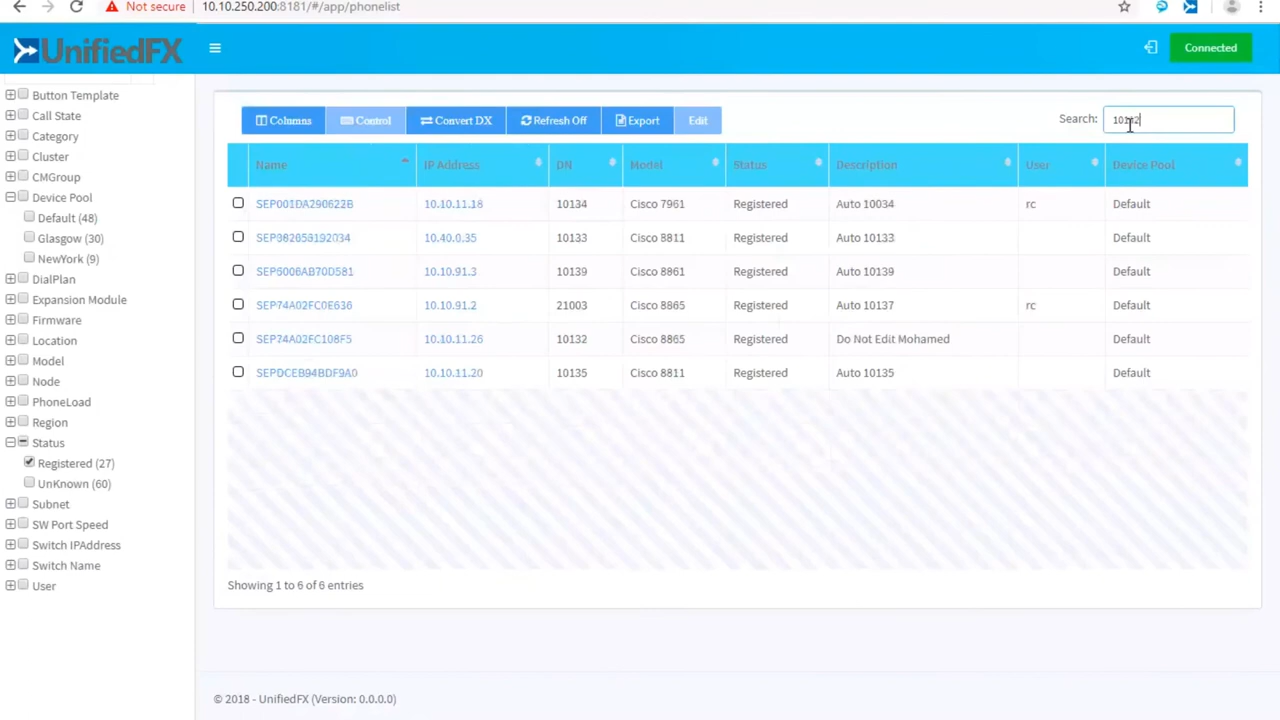 Not secure 10.10.250.200:8181/#/app/phonelist
UnifiedFX
Connected
Button Template
Call State
Category
Cluster
CMGroup
Device Pool
Default (48)
Glasgow (30)
NewYork (9)
DialPlan
Expansion Module
Firmware
Location
Model
Node
PhoneLoad
Region
Status
Registered (27)
UnKnown (60)
Subnet
SW Port Speed
Switch IPAddress
Switch Name
User
Columns Control Convert DX Refresh Off Export Edit Search: 10132
Name IP Address DN Model Status Description User Device Pool
SEP001DA290622B 10.10.11.18 10134 Cisco 7961 Registered Auto 10034 rc Default
10.40.0.35 10133 Cisco 8811 Registered Auto 10133 Default
SEP6006AB70D581 10.10.91.3 10139 Cisco 8861 Registered Auto 10139 Default
SEP74A02FC0E636 10.10.91.2 21003 Cisco 8865 Registered Auto 10137 rc Default
SEP74A02FC108F5 10.10.11.26 10132 Cisco 8865 Registered Do Not Edit Mohamed Default
SEPDCEB94BDF9A0 10.10.11.20 10135 Cisco 8811 Registered Auto 10135 Default
Showing 1 to 6 of 6 entries
© 2018 - UnifiedFX (Version: 0.0.0.0)